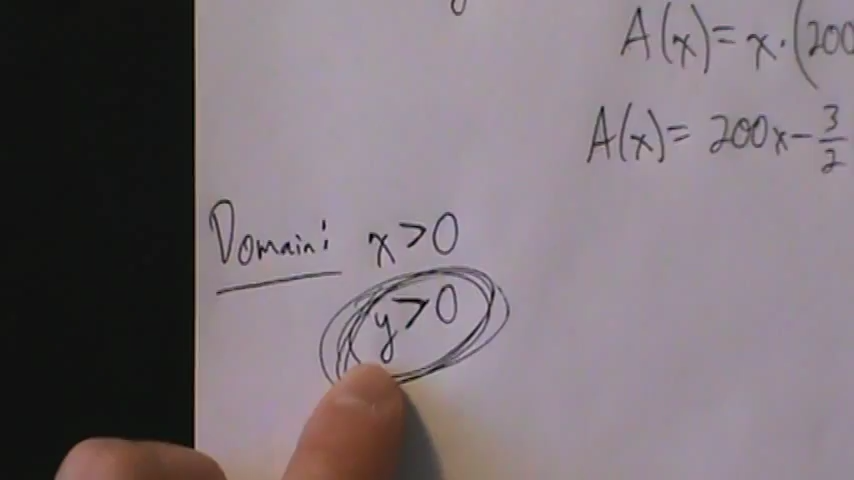 A(x) = x · (200
A(x) = 200x - 3/2
Domain: x > 0
y > 0